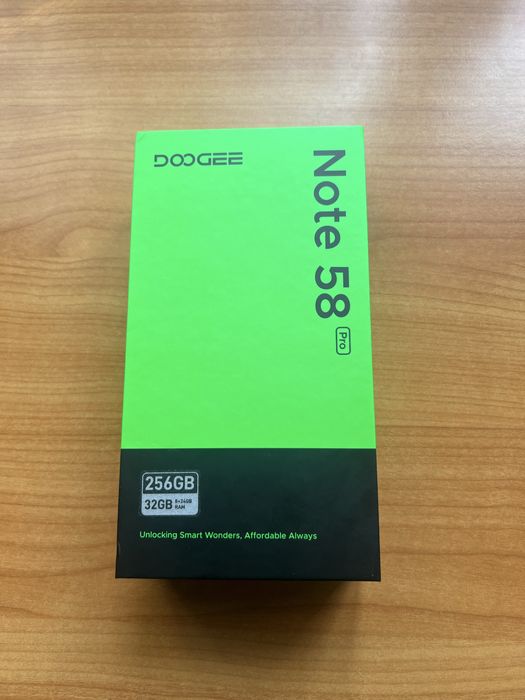 DOOGEE
Note 58 Pro
256GB
32GB 8+24GB
RAM
Unlocking Smart Wonders, Affordable Always